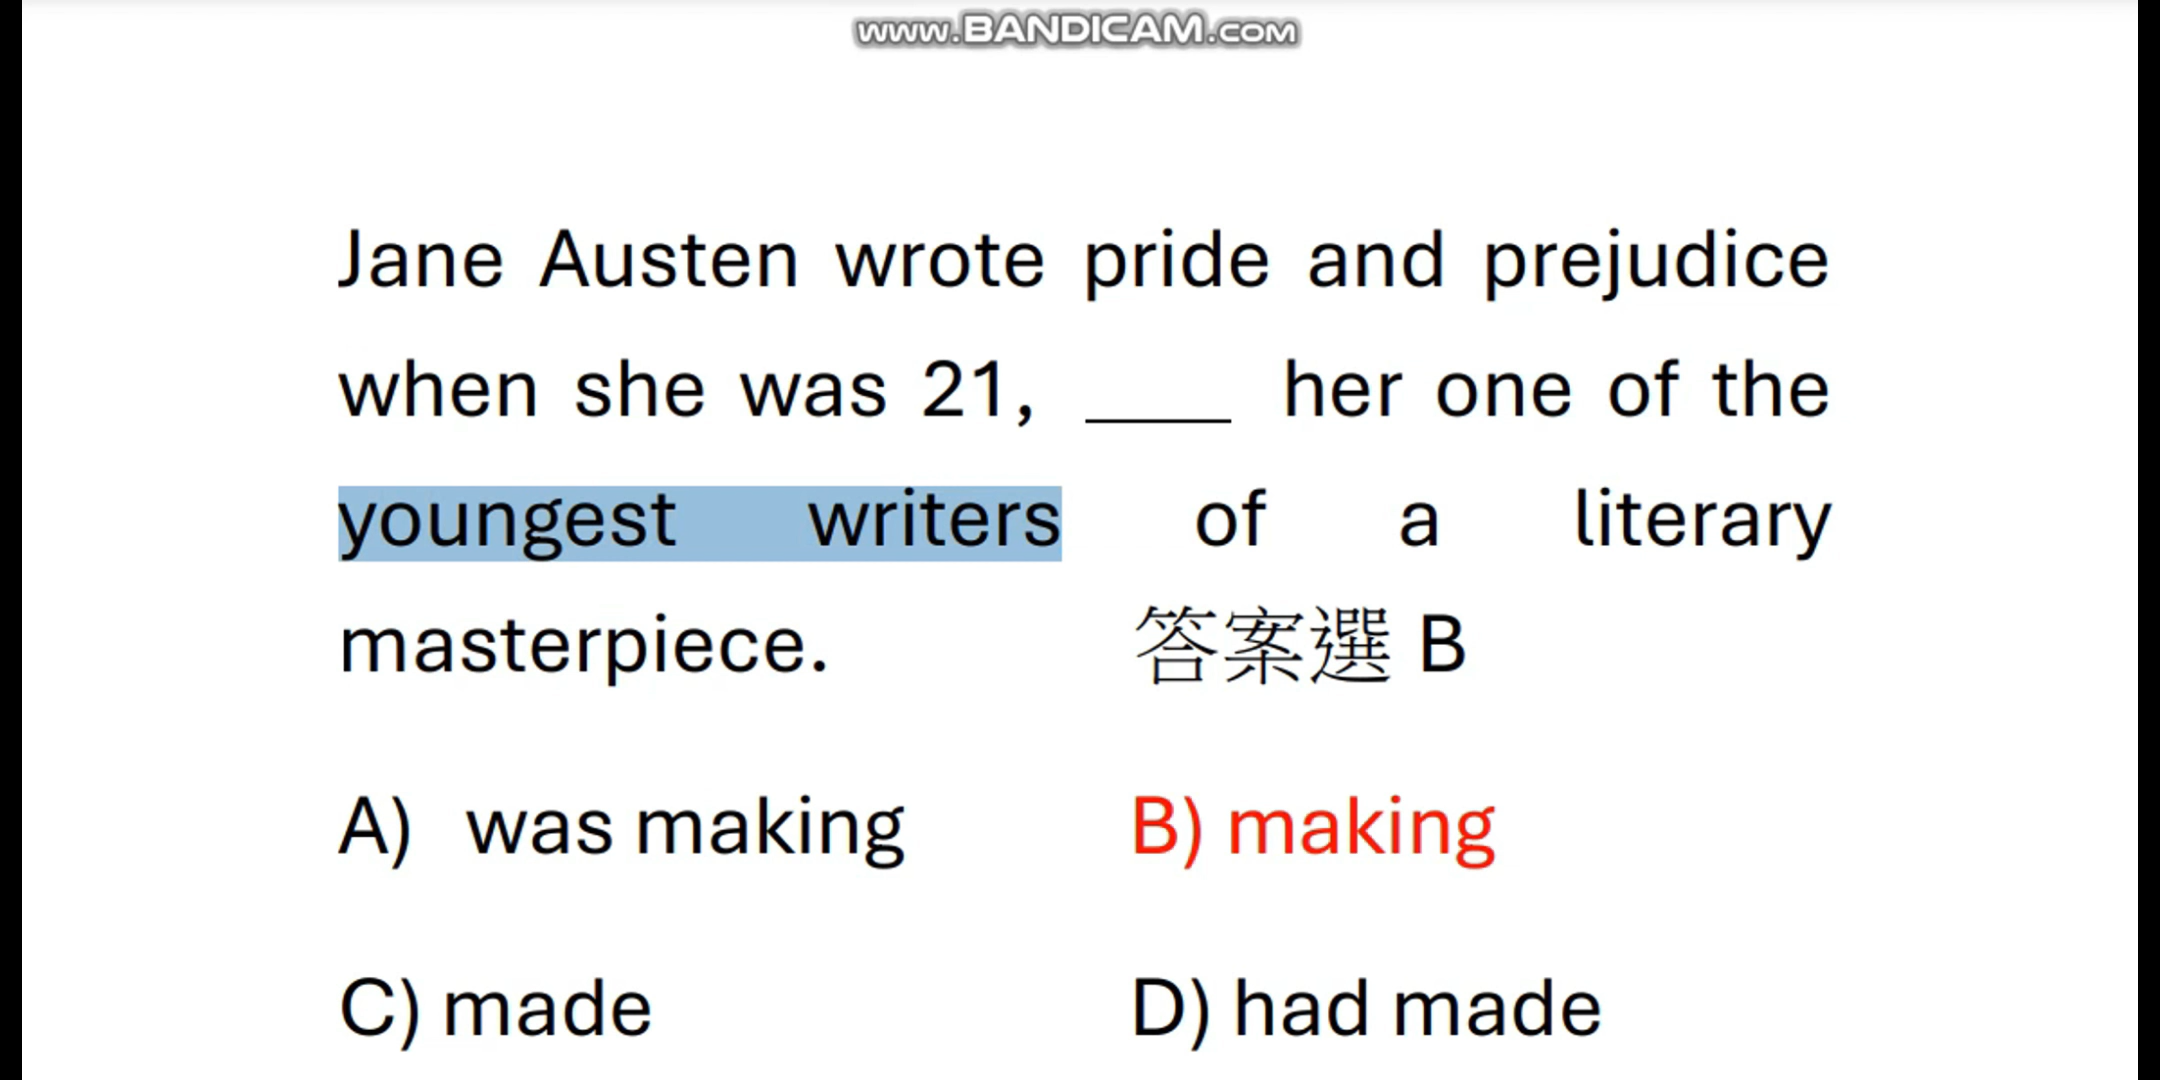 www.BANDICAM.com
Jane Austen wrote pride and prejudice
when she was 21, ____ her one of the
youngest writers of a literary
masterpiece. 答案選 B
A) was making B) making
C) made D) had made